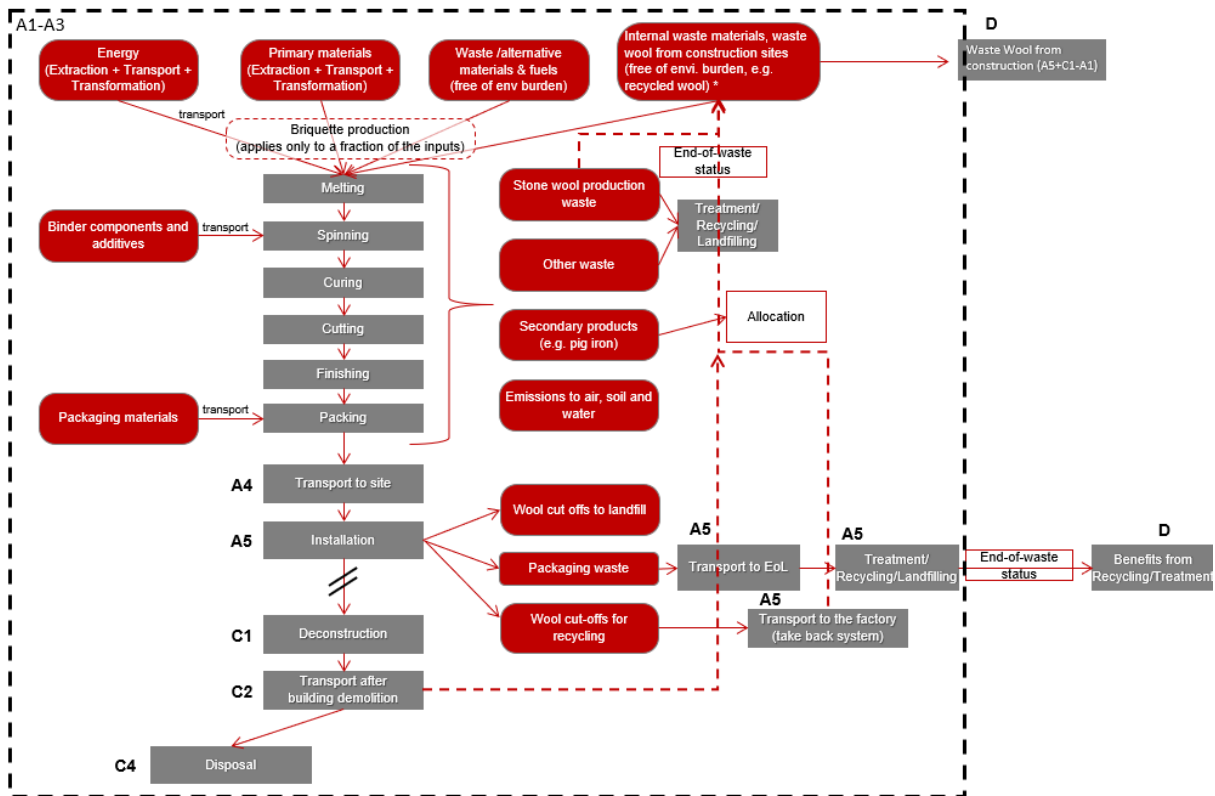 A1-A3
D
Energy
(Extraction + Transport +
Transformation)
Primary materials
(Extraction + Transport +
Transformation)
Waste /alternative
materials & fuels
(free of env burden)
Internal waste materials, waste
wool from construction sites
(free of envi. burden, e.g.
recycled wool) *
Waste Wool from
construction (A5+C1-A1)
transport
Briquette production
(applies only to a fraction of the inputs)
End-of-waste
status
Melting
Stone wool production
waste
Treatment/
Recycling/
Landfilling
Binder components and
additives
transport
Spinning
Other waste
Curing
Cutting
Secondary products
(e.g. pig iron)
Allocation
Finishing
Emissions to air, soil and
water
Packaging materials
transport
Packing
A4
Transport to site
Wool cut offs to landfill
A5
Installation
A5
A5
D
Packaging waste
Transport to EoL
Treatment/
Recycling/Landfilling
End-of-waste
status
Benefits from
Recycling/Treatment
A5
C1
Deconstruction
Wool cut-offs for
recycling
Transport to the factory
(take back system)
C2
Transport after
building demolition
C4
Disposal